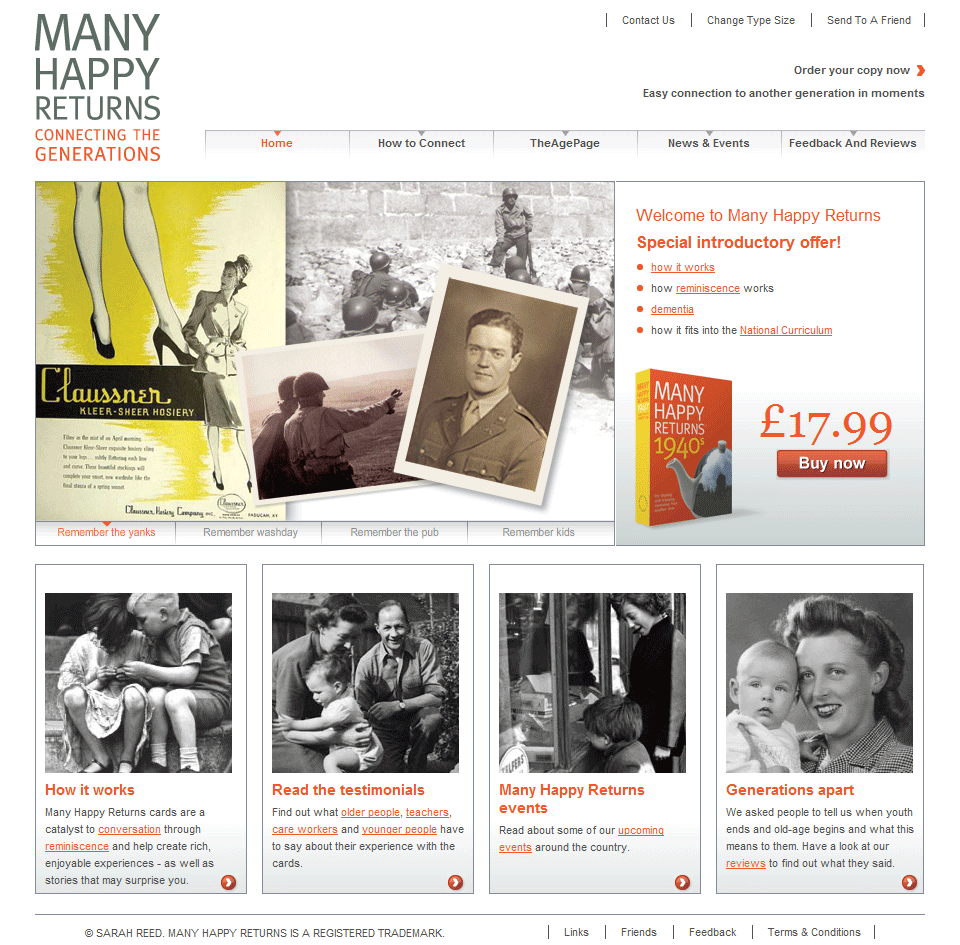 MANY
HAPPY
RETURNS
CONNECTING THE
GENERATIONS
Contact Us
Change Type Size
Send To A Friend
Order your copy now
Easy connection to another generation in moments
Home
How to Connect
TheAgePage
News & Events
Feedback And Reviews
Claussner
KLEER-SHEER HOSIERY
Claussner Hosiery Company INC.
PADUCAH, KY
Remember the yanks
Remember washday
Remember the pub
Remember kids
Welcome to Many Happy Returns
Special introductory offer!
how it works
how reminiscence works
dementia
how it fits into the National Curriculum
MANY
HAPPY
RETURNS
1940s
£17.99
Buy now
How it works
Many Happy Returns cards are a
catalyst to conversation through
reminiscence and help create rich,
enjoyable experiences - as well as
stories that may surprise you.
Read the testimonials
Find out what older people, teachers,
care workers and younger people have
to say about their experience with the
cards.
Many Happy Returns
events
Read about some of our upcoming
events around the country.
Generations apart
We asked people to tell us when youth
ends and old-age begins and what this
means to them. Have a look at our
reviews to find out what they said.
© SARAH REED. MANY HAPPY RETURNS IS A REGISTERED TRADEMARK.
Links
Friends
Feedback
Terms & Conditions